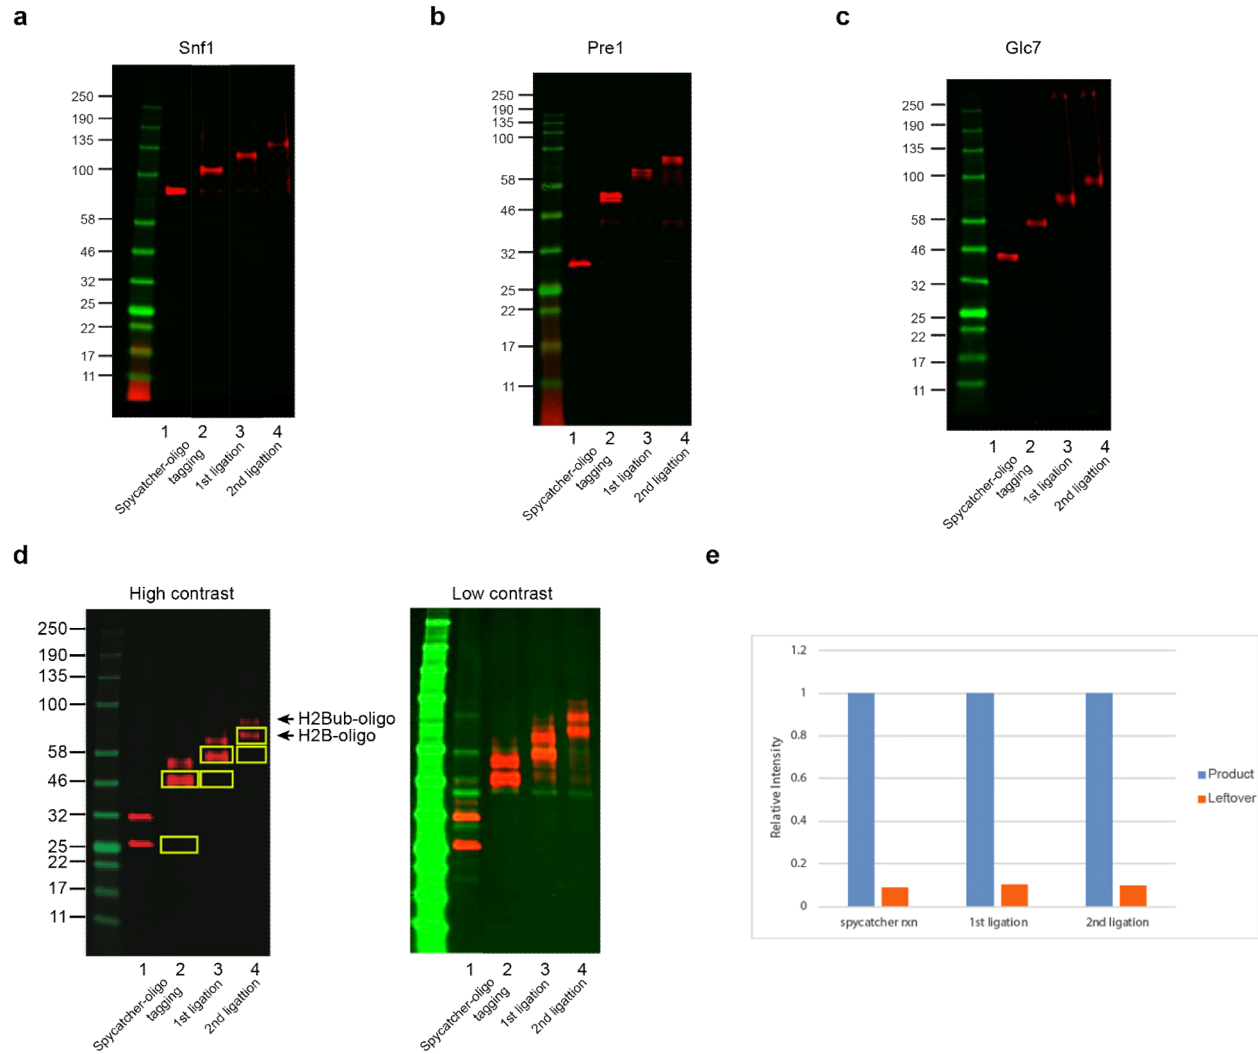 a
Snf1
250
190
135
100
58
46
32
25
22
17
11
1 2 3 4
Spycatcher-oligo
tagging
1st ligation
2nd ligattion
b
Pre1
250
190
135
100
58
46
32
25
22
17
11
1 2 3 4
Spycatcher-oligo
tagging
1st ligation
2nd ligattion
c
Glc7
250
190
135
100
58
46
32
25
22
17
11
1 2 3 4
Spycatcher-oligo
tagging
1st ligation
2nd ligattion
d
High contrast
250
190
135
100
58
46
32
25
22
17
11
H2Bub-oligo
H2B-oligo
1 2 3 4
Spycatcher-oligo
tagging
1st ligation
2nd ligattion
Low contrast
1 2 3 4
Spycatcher-oligo
tagging
1st ligation
2nd ligattion
e
Relative Intensity
1.2
1
0.8
0.6
0.4
0.2
0
spycatcher rxn 1st ligation 2nd ligation
Product
Leftover